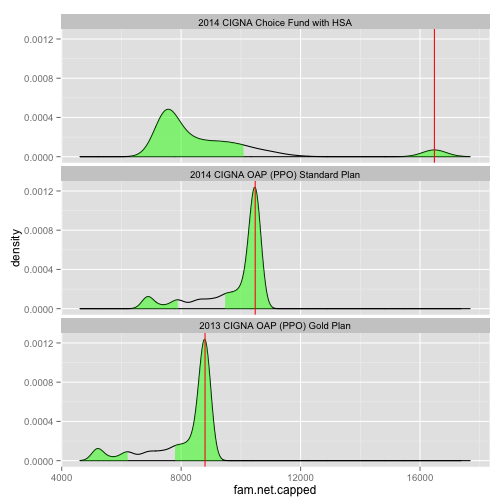 2014 CIGNA Choice Fund with HSA
0.0012
0.0008
0.0004
0.0000
2014 CIGNA OAP (PPO) Standard Plan
0.0012
0.0008
0.0004
0.0000
density
2013 CIGNA OAP (PPO) Gold Plan
0.0012
0.0008
0.0004
0.0000
4000 8000 12000 16000
fam.net.capped